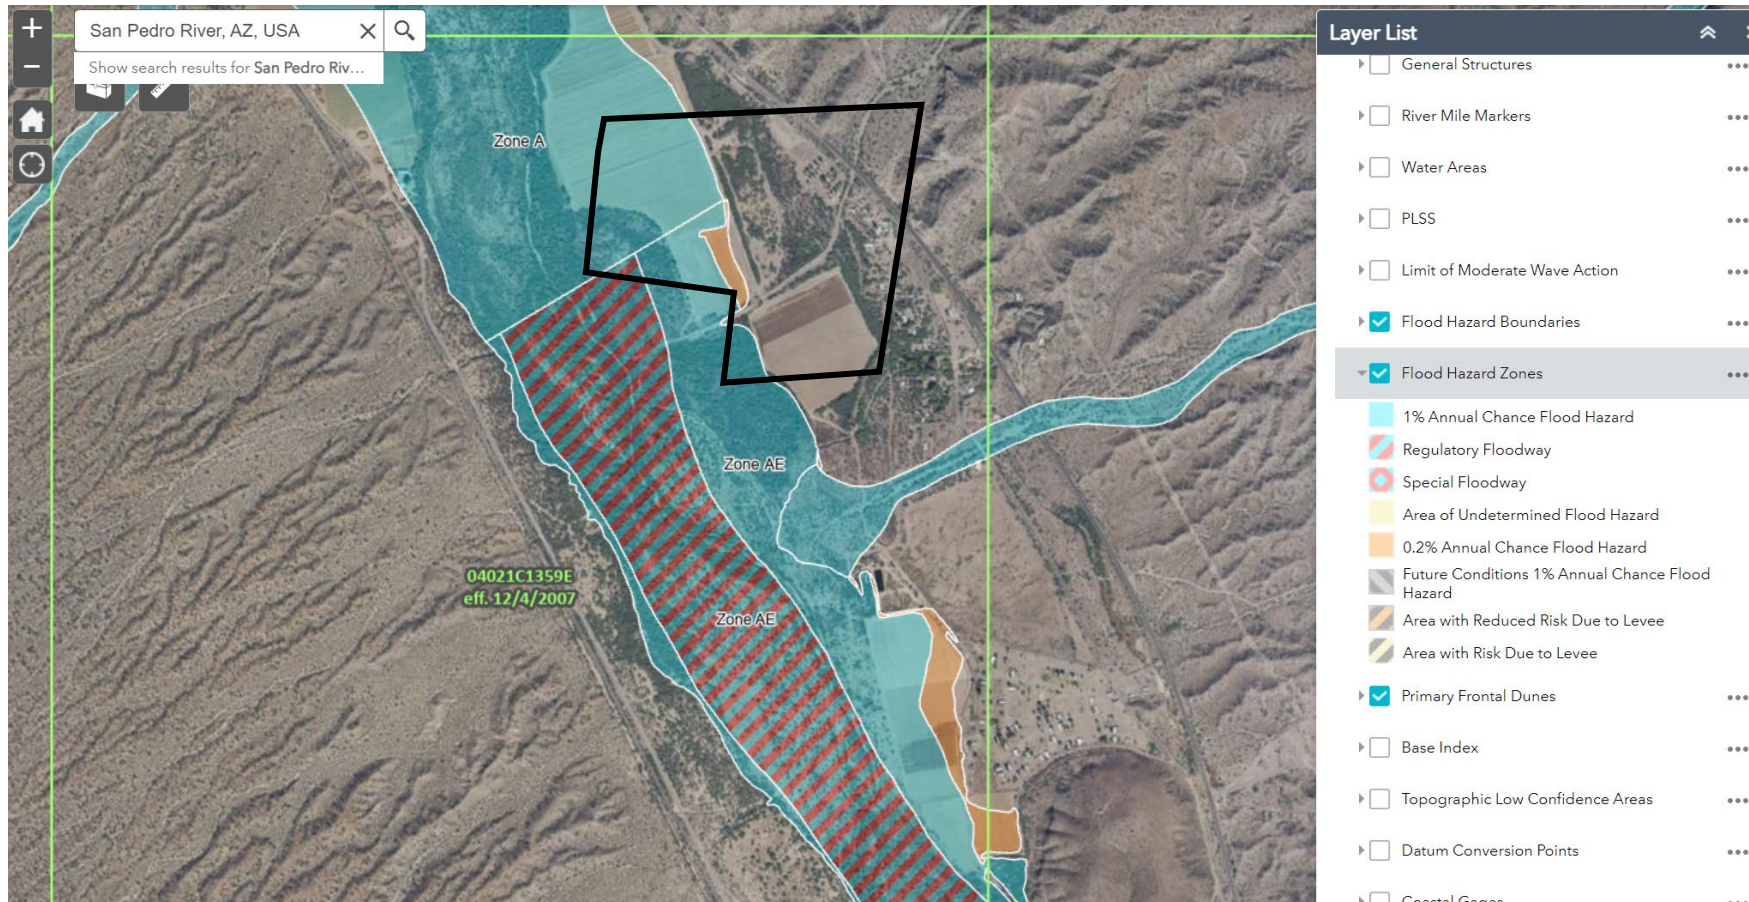 San Pedro River, AZ, USA
Show search results for San Pedro Riv...
Zone A
Zone AE
04021C1359E
eff. 12/4/2007
Zone AE
Layer List
General Structures
River Mile Markers
Water Areas
PLSS
Limit of Moderate Wave Action
Flood Hazard Boundaries
Flood Hazard Zones
1% Annual Chance Flood Hazard
Regulatory Floodway
Special Floodway
Area of Undetermined Flood Hazard
0.2% Annual Chance Flood Hazard
Future Conditions 1% Annual Chance Flood
Hazard
Area with Reduced Risk Due to Levee
Area with Risk Due to Levee
Primary Frontal Dunes
Base Index
Topographic Low Confidence Areas
Datum Conversion Points
Coastal Gages